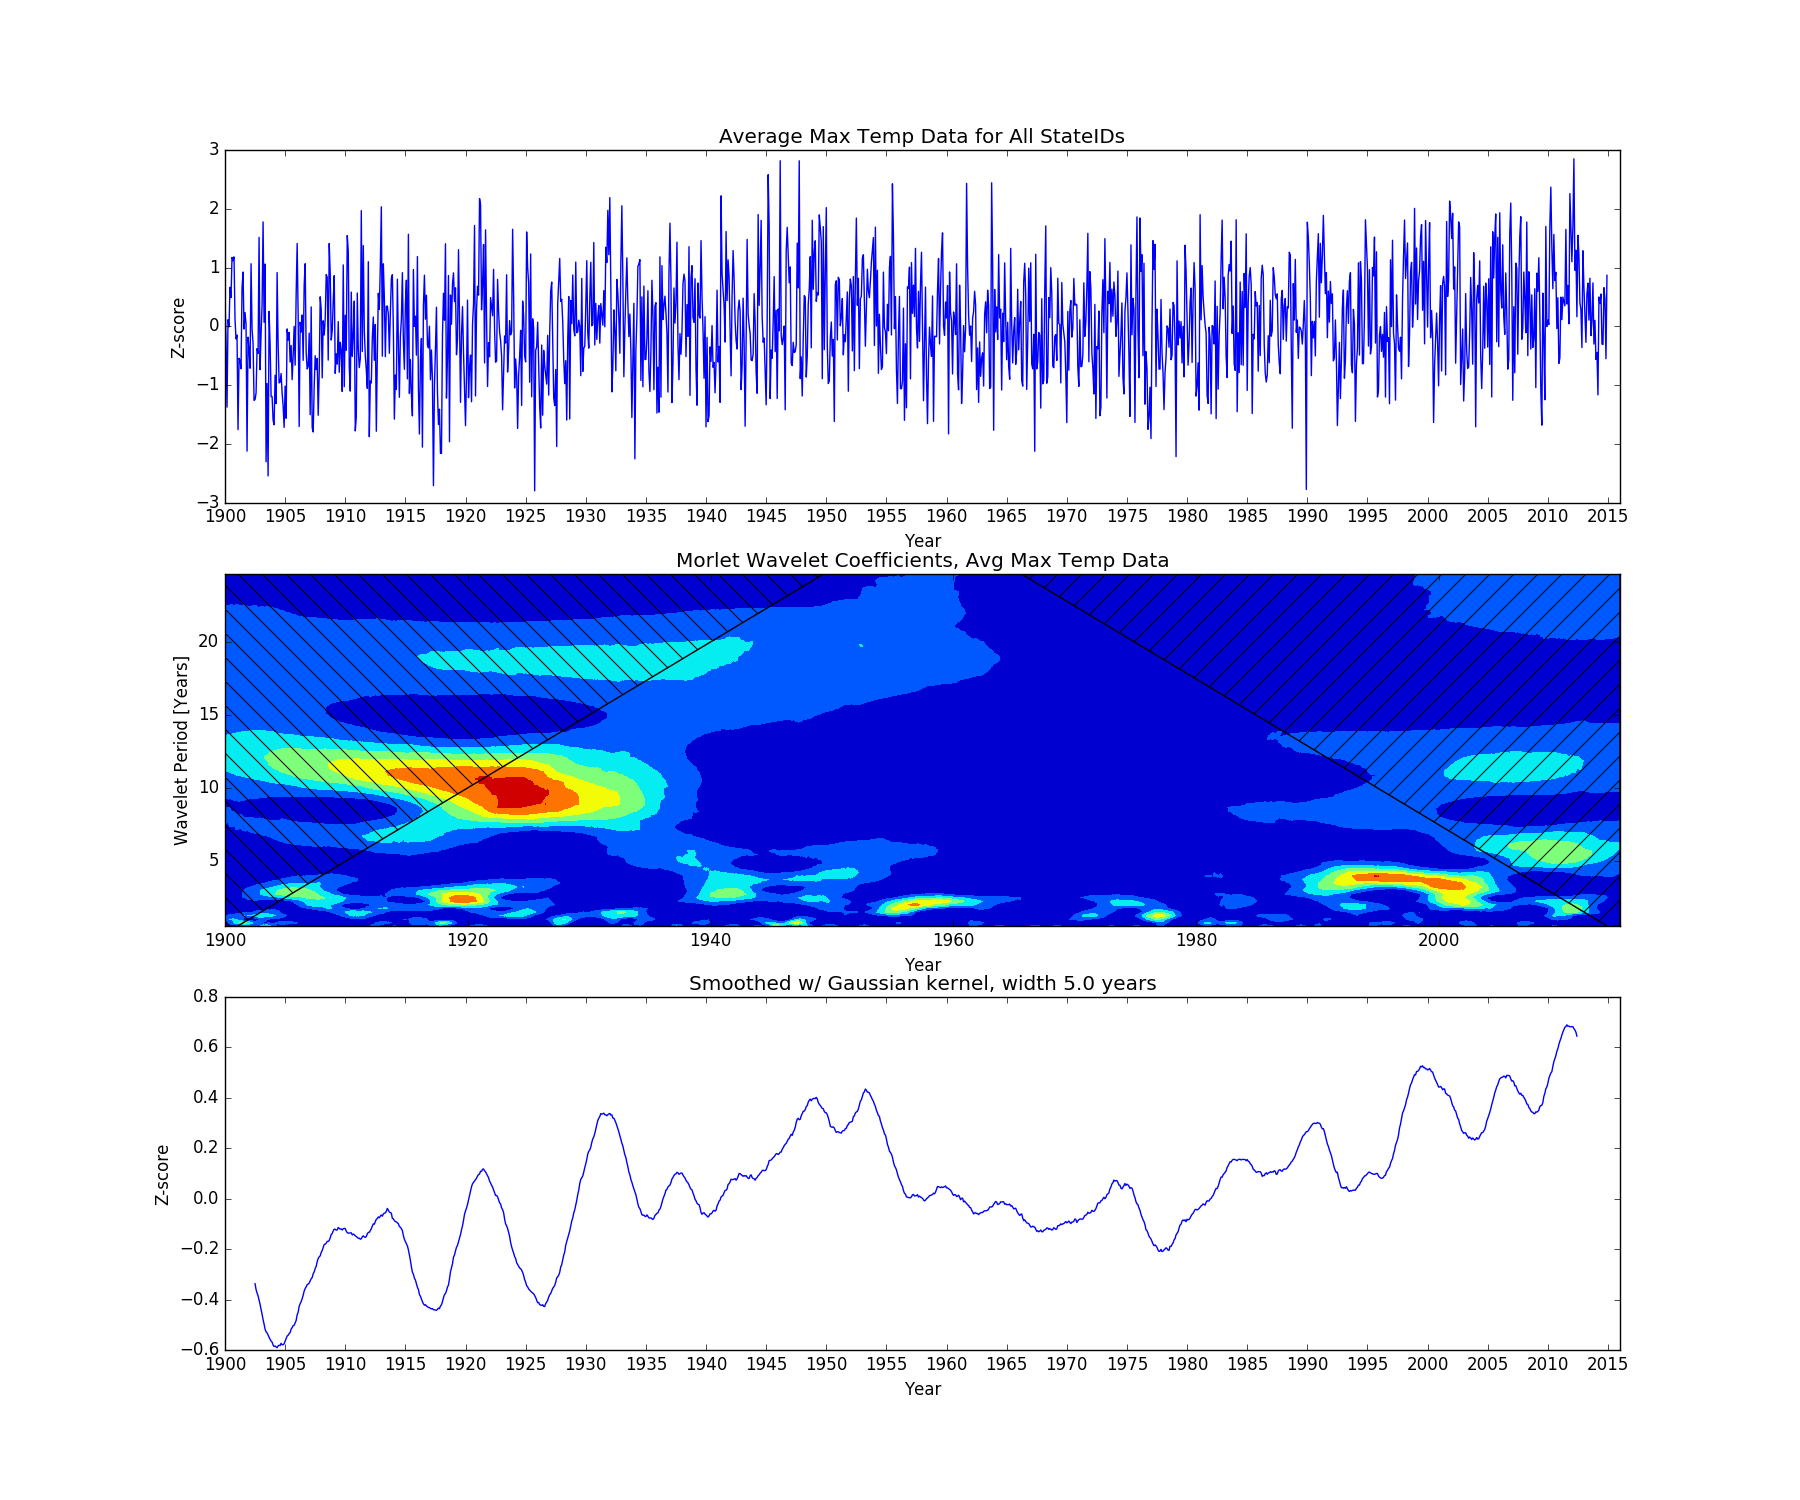 Average Max Temp Data for All StateIDs
3
2
1
0
−1
−2
−3
Z-score
1900 1905 1910 1915 1920 1925 1930 1935 1940 1945 1950 1955 1960 1965 1970 1975 1980 1985 1990 1995 2000 2005 2010 2015
Year
Morlet Wavelet Coefficients, Avg Max Temp Data
20
15
10
5
Wavelet Period [Years]
1900 1920 1940 1960 1980 2000
Year
Smoothed w/ Gaussian kernel, width 5.0 years
0.8
0.6
0.4
0.2
0.0
−0.2
−0.4
−0.6
Z-score
1900 1905 1910 1915 1920 1925 1930 1935 1940 1945 1950 1955 1960 1965 1970 1975 1980 1985 1990 1995 2000 2005 2010 2015
Year